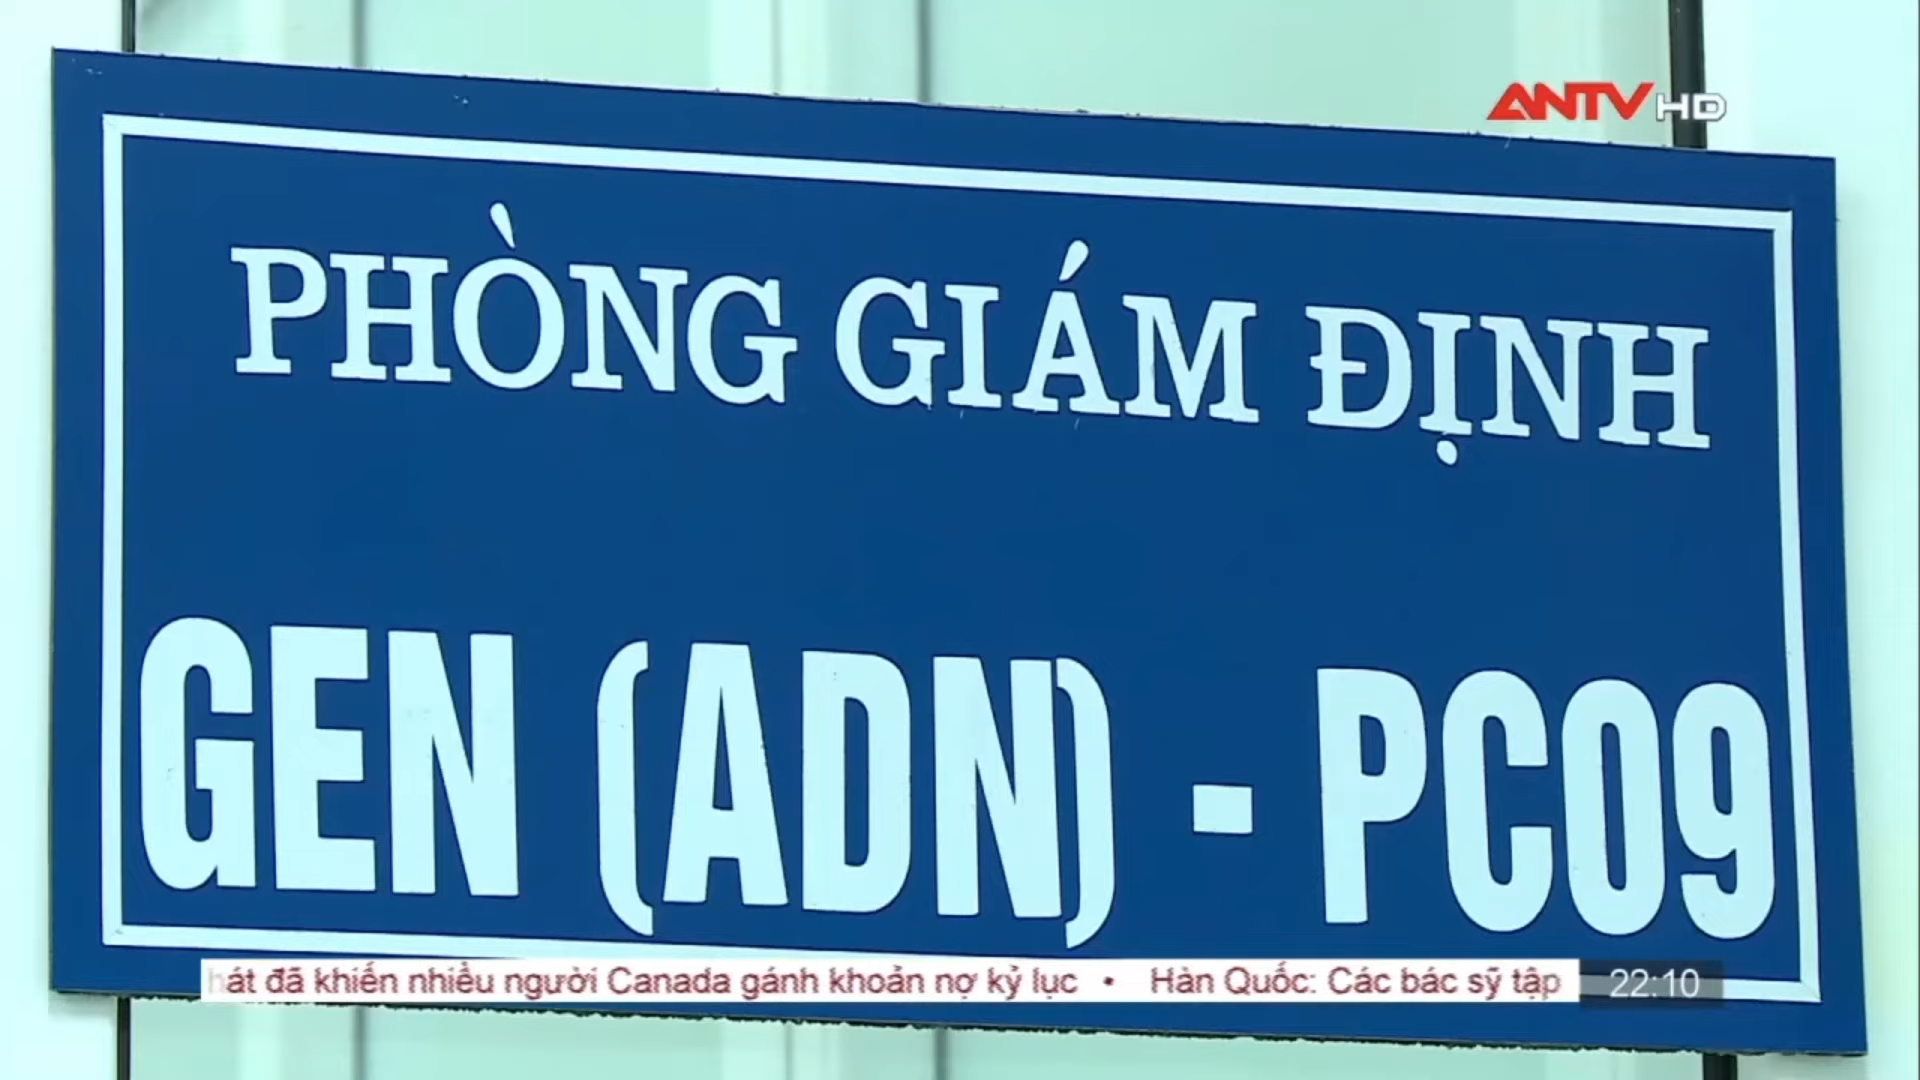 ANTV HD
PHÒNG GIÁM ĐỊNH
GEN (ADN) - PC09
hát đã khiến nhiều người Canada gánh khoản nợ kỷ lục • Hàn Quốc: Các bác sỹ tập
22:10